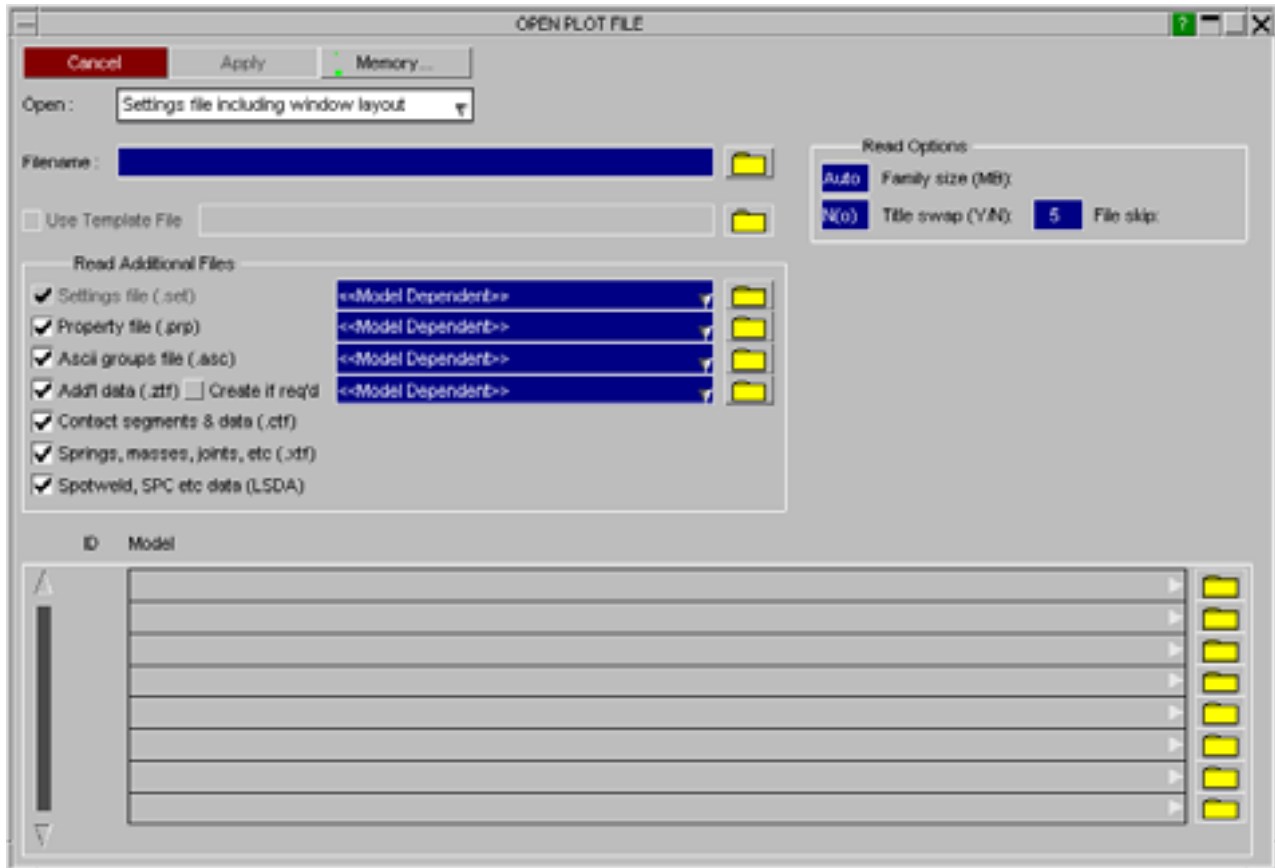 OPEN PLOT FILE ?
Cancel Apply Memory...
Open : Settings file including window layout
Filename :
Read Options
Auto Family size (MB):
N(o) Title swap (Y/N): 5 File skip:
Use Template File
Read Additional Files
Settings file (.set) <<Model Dependent>>
Property file (.prp) <<Model Dependent>>
Ascii groups file (.asc) <<Model Dependent>>
Add'l data (.ztf) Create if req'd <<Model Dependent>>
Contact segments & data (.ctf)
Springs, masses, joints, etc (.xtf)
Spotweld, SPC etc data (LSDA)
ID Model